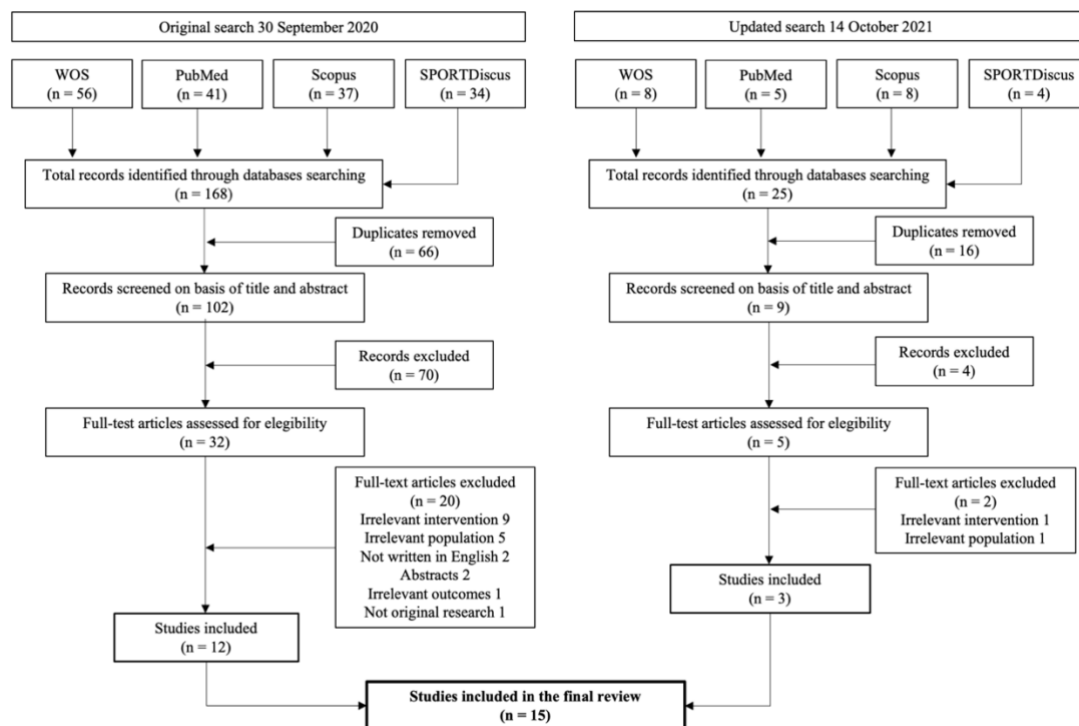 Original search 30 September 2020
WOS
(n = 56)
PubMed
(n = 41)
Scopus
(n = 37)
SPORTDiscus
(n = 34)
Total records identified through databases searching
(n = 168)
Duplicates removed
(n = 66)
Records screened on basis of title and abstract
(n = 102)
Records excluded
(n = 70)
Full-test articles assessed for elegibility
(n = 32)
Full-text articles excluded
(n = 20)
Irrelevant intervention 9
Irrelevant population 5
Not written in English 2
Abstracts 2
Irrelevant outcomes 1
Not original research 1
Studies included
(n = 12)
Updated search 14 October 2021
WOS
(n = 8)
PubMed
(n = 5)
Scopus
(n = 8)
SPORTDiscus
(n = 4)
Total records identified through databases searching
(n = 25)
Duplicates removed
(n = 16)
Records screened on basis of title and abstract
(n = 9)
Records excluded
(n = 4)
Full-test articles assessed for elegibility
(n = 5)
Full-text articles excluded
(n = 2)
Irrelevant intervention 1
Irrelevant population 1
Studies included
(n = 3)
Studies included in the final review
(n = 15)